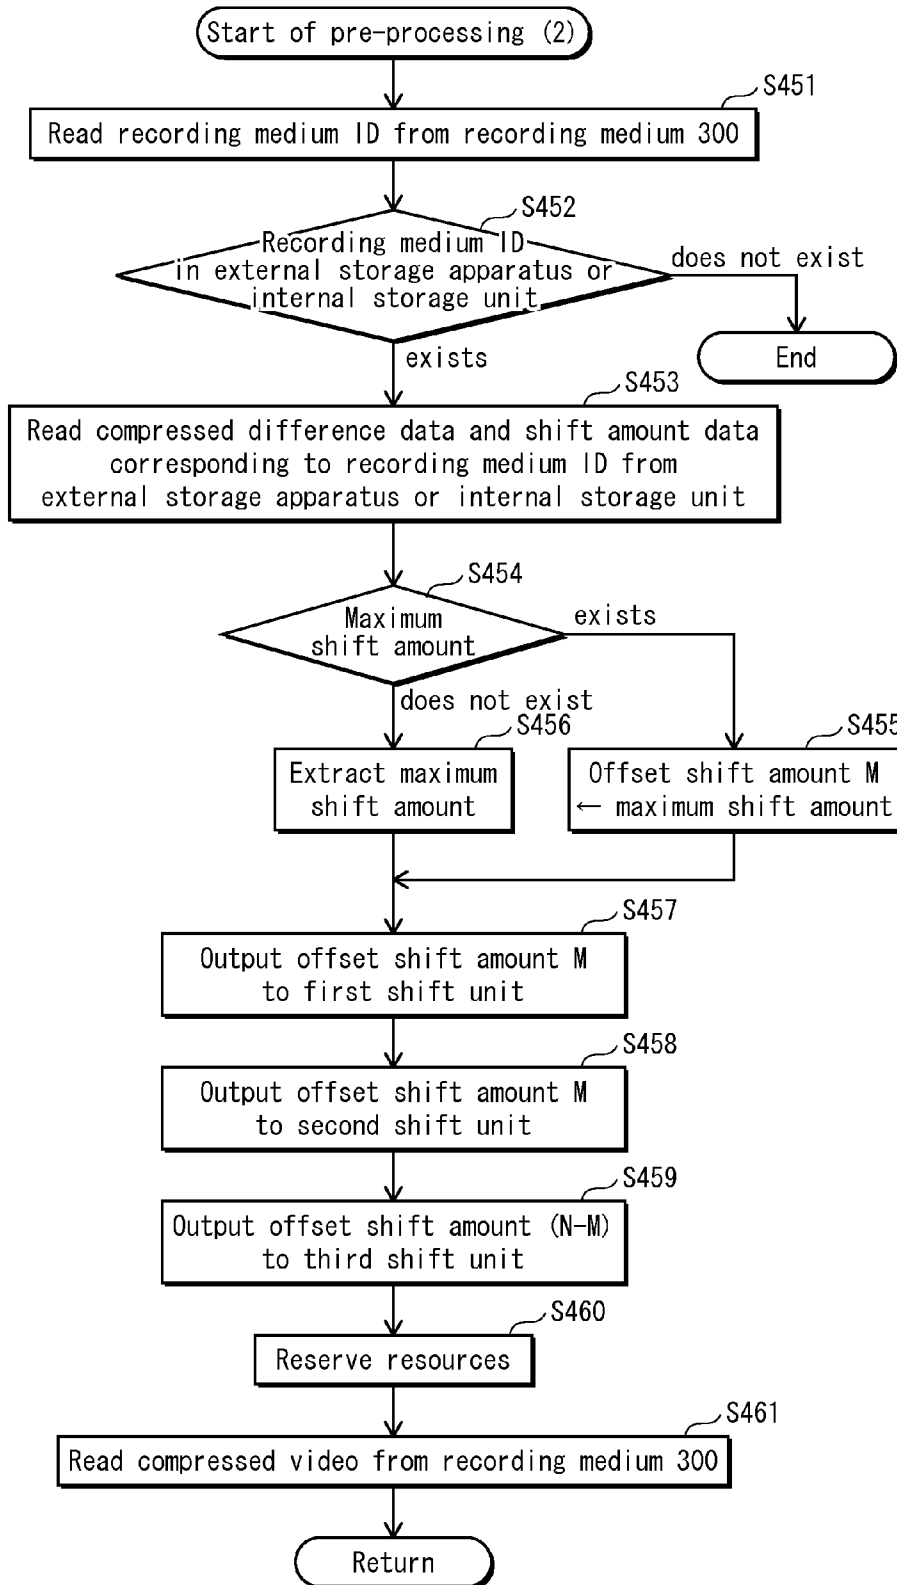 Start of pre-processing (2)
S451
Read recording medium ID from recording medium 300
S452
Recording medium ID
in external storage apparatus or
internal storage unit
does not exist
End
exists
S453
Read compressed difference data and shift amount data
corresponding to recording medium ID from
external storage apparatus or internal storage unit
S454
Maximum
shift amount
exists
does not exist
S456
S455
Extract maximum
shift amount
Offset shift amount M
← maximum shift amount
S457
Output offset shift amount M
to first shift unit
S458
Output offset shift amount M
to second shift unit
S459
Output offset shift amount (N-M)
to third shift unit
S460
Reserve resources
S461
Read compressed video from recording medium 300
Return